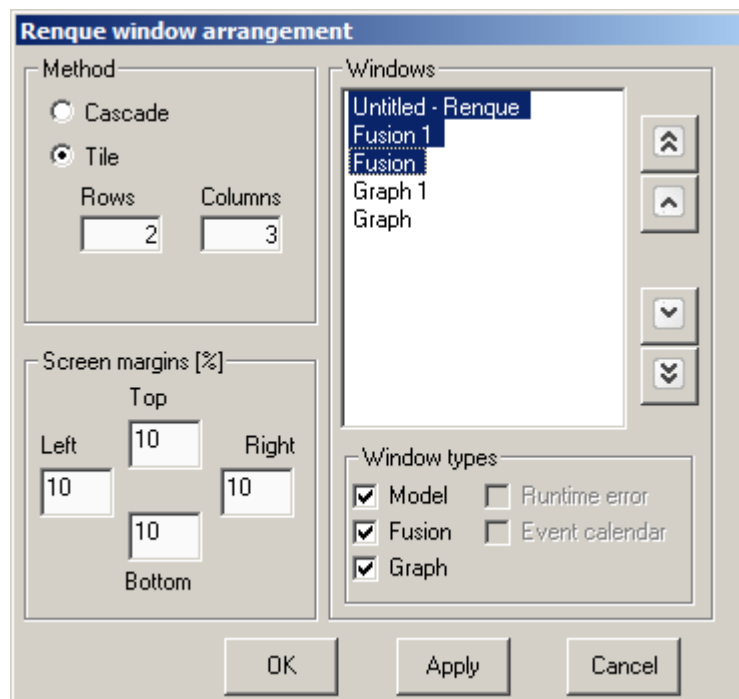 Renque window arrangement
Method
Cascade
Tile
Rows Columns
2 3
Screen margins [%]
Top
10
Left Right
10 10
10
Bottom
Windows
Untitled - Renque
Fusion 1
Fusion
Graph 1
Graph
Window types
Model Runtime error
Fusion Event calendar
Graph
OK Apply Cancel